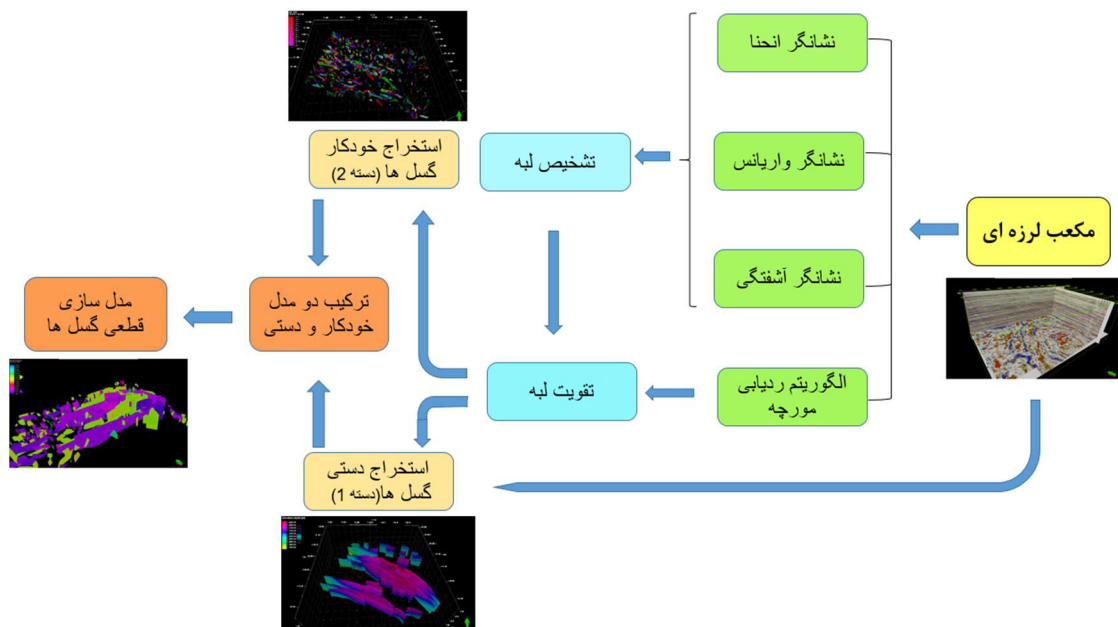 مکعب لرزه ای
نشانگر انحنا
نشانگر واریانس
نشانگر آشفتگی
الگوریتم ردیابی
مورچه
تشخیص لبه
تقویت لبه
استخراج خودکار
گسل ها (دسته 2)
استخراج دستی
گسل ها(دسته 1)
ترکیب دو مدل
خودکار و دستی
مدل سازی
قطعی گسل ها